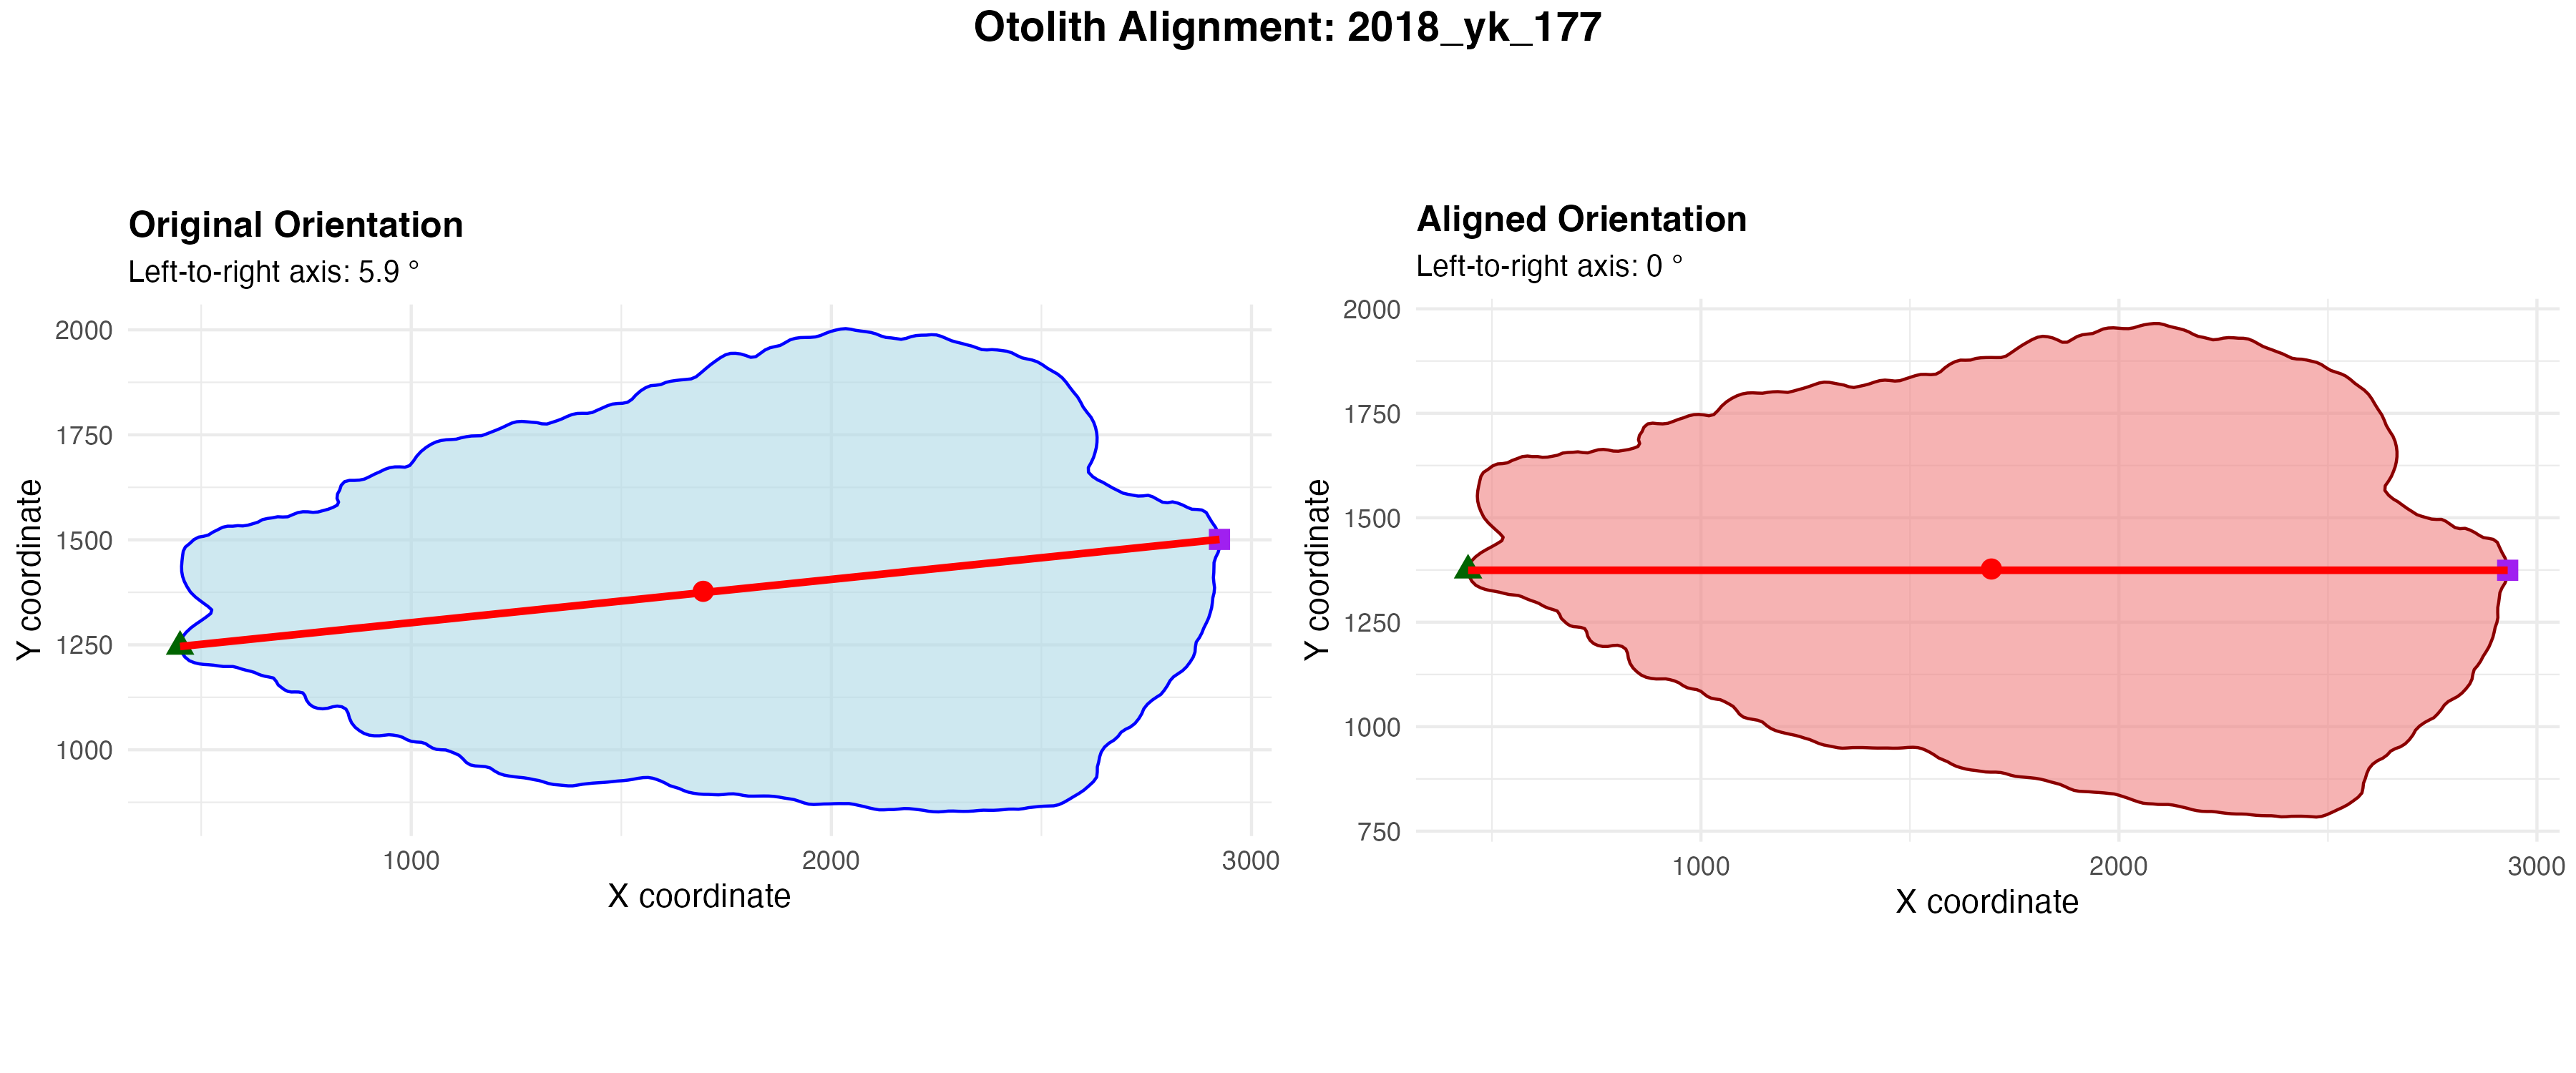 Otolith Alignment: 2018_yk_177
Original Orientation
Left-to-right axis: 5.9 °
2000
1750
1500
1250
1000
Y coordinate
1000 2000 3000
X coordinate
Aligned Orientation
Left-to-right axis: 0 °
2000
1750
1500
1250
1000
750
Y coordinate
1000 2000 3000
X coordinate